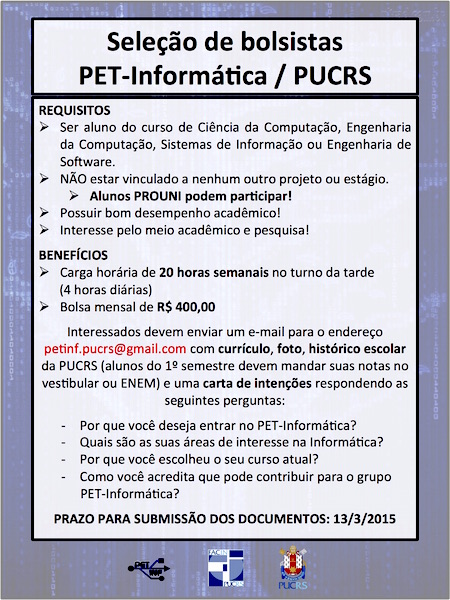 Seleção de bolsistas
PET-Informática / PUCRS
REQUISITOS
➢ Ser aluno do curso de Ciência da Computação, Engenharia
da Computação, Sistemas de Informação ou Engenharia de
Software.
➢ NÃO estar vinculado a nenhum outro projeto ou estágio.
➢ Alunos PROUNI podem participar!
➢ Possuir bom desempenho acadêmico!
➢ Interesse pelo meio acadêmico e pesquisa!
BENEFÍCIOS
➢ Carga horária de 20 horas semanais no turno da tarde
(4 horas diárias)
➢ Bolsa mensal de R$ 400,00
Interessados devem enviar um e-mail para o endereço
petinf.pucrs@gmail.com com currículo, foto, histórico escolar
da PUCRS (alunos do 1º semestre devem mandar suas notas no
vestibular ou ENEM) e uma carta de intenções respondendo as
seguintes perguntas:
- Por que você deseja entrar no PET-Informática?
- Quais são as suas áreas de interesse na Informática?
- Por que você escolheu o seu curso atual?
- Como você acredita que pode contribuir para o grupo
PET-Informática?
PRAZO PARA SUBMISSÃO DOS DOCUMENTOS: 13/3/2015
PET INF
FACIN
PUCRS
PUCRS